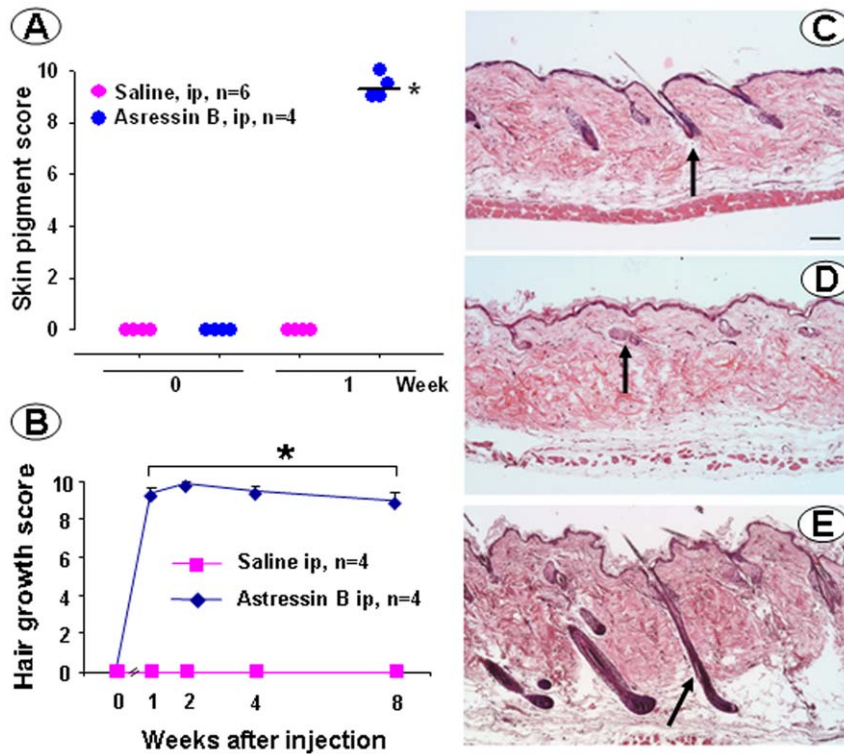 A
Skin pigment score
10
8
6
4
2
0
Saline, ip, n=6
Asressin B, ip, n=4
*
0
1
Week
B
Hair growth score
10
8
6
4
2
0
*
Saline ip, n=4
Astressin B ip, n=4
0
1
2
4
8
Weeks after injection
C
D
E